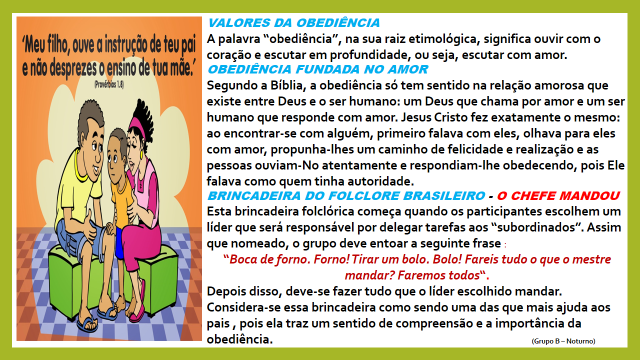 ‘Meu filho, ouve a instrução de teu pai
e não desprezes o ensino de tua mãe.’
(Provérbios 1.8)
VALORES DA OBEDIÊNCIA
A palavra “obediência”, na sua raiz etimológica, significa ouvir com o
coração e escutar em profundidade, ou seja, escutar com amor.
OBEDIÊNCIA FUNDADA NO AMOR
Segundo a Bíblia, a obediência só tem sentido na relação amorosa que
existe entre Deus e o ser humano: um Deus que chama por amor e um ser
humano que responde com amor. Jesus Cristo fez exatamente o mesmo:
ao encontrar-se com alguém, primeiro falava com eles, olhava para eles
com amor, propunha-lhes um caminho de felicidade e realização e as
pessoas ouviam-No atentamente e respondiam-lhe obedecendo, pois Ele
falava como quem tinha autoridade.
BRINCADEIRA DO FOLCLORE BRASILEIRO - O CHEFE MANDOU
Esta brincadeira folclórica começa quando os participantes escolhem um
líder que será responsável por delegar tarefas aos “subordinados”. Assim
que nomeado, o grupo deve entoar a seguinte frase :
“Boca de forno. Forno! Tirar um bolo. Bolo! Fareis tudo o que o mestre
mandar? Faremos todos“.
Depois disso, deve-se fazer tudo que o líder escolhido mandar.
Considera-se essa brincadeira como sendo uma das que mais ajuda aos
pais , pois ela traz um sentido de compreensão e a importância da
obediência.
(Grupo B – Noturno)